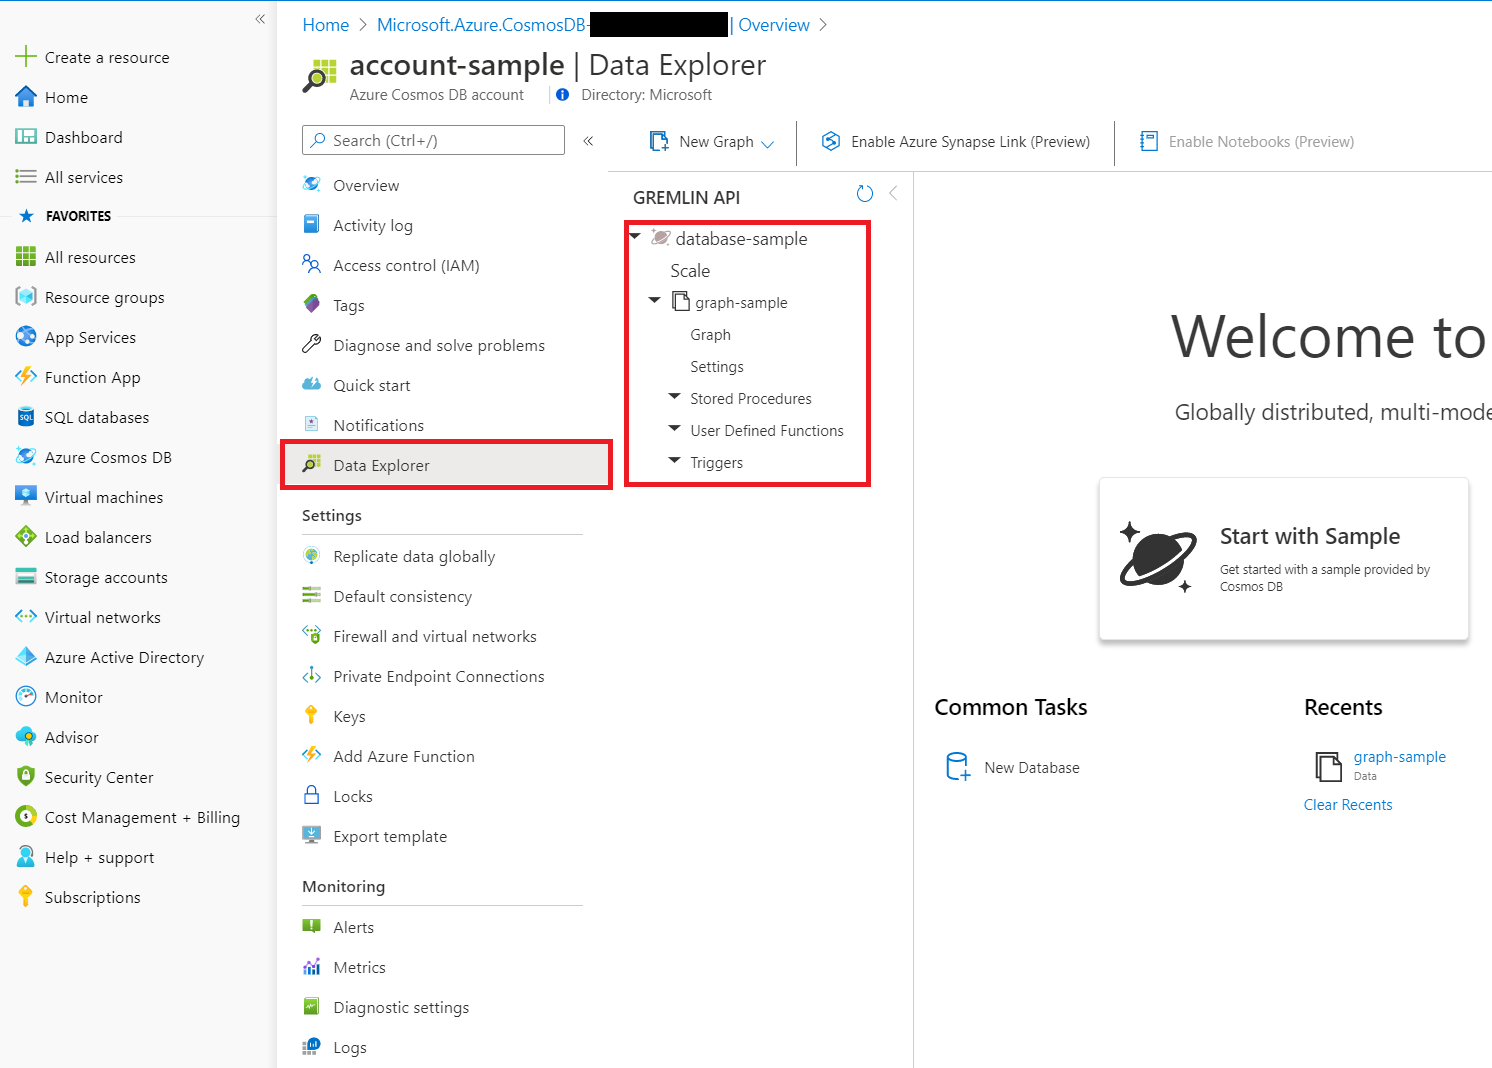 Create a resource
Home
Dashboard
All services
FAVORITES
All resources
Resource groups
App Services
Function App
SQL databases
Azure Cosmos DB
Virtual machines
Load balancers
Storage accounts
Virtual networks
Azure Active Directory
Monitor
Advisor
Security Center
Cost Management + Billing
Help + support
Subscriptions
Home > Microsoft.Azure.CosmosDB- | Overview >
account-sample | Data Explorer
Azure Cosmos DB account
Directory: Microsoft
Search (Ctrl+/)
Overview
Activity log
Access control (IAM)
Tags
Diagnose and solve problems
Quick start
Notifications
Data Explorer
Settings
Replicate data globally
Default consistency
Firewall and virtual networks
Private Endpoint Connections
Keys
Add Azure Function
Locks
Export template
Monitoring
Alerts
Metrics
Diagnostic settings
Logs
New Graph
Enable Azure Synapse Link (Preview)
Enable Notebooks (Preview)
GREMLIN API
database-sample
Scale
graph-sample
Graph
Settings
Stored Procedures
User Defined Functions
Triggers
Welcome to
Globally distributed, multi-mode
Start with Sample
Get started with a sample provided by
Cosmos DB
Common Tasks
New Database
Recents
graph-sample
Data
Clear Recents